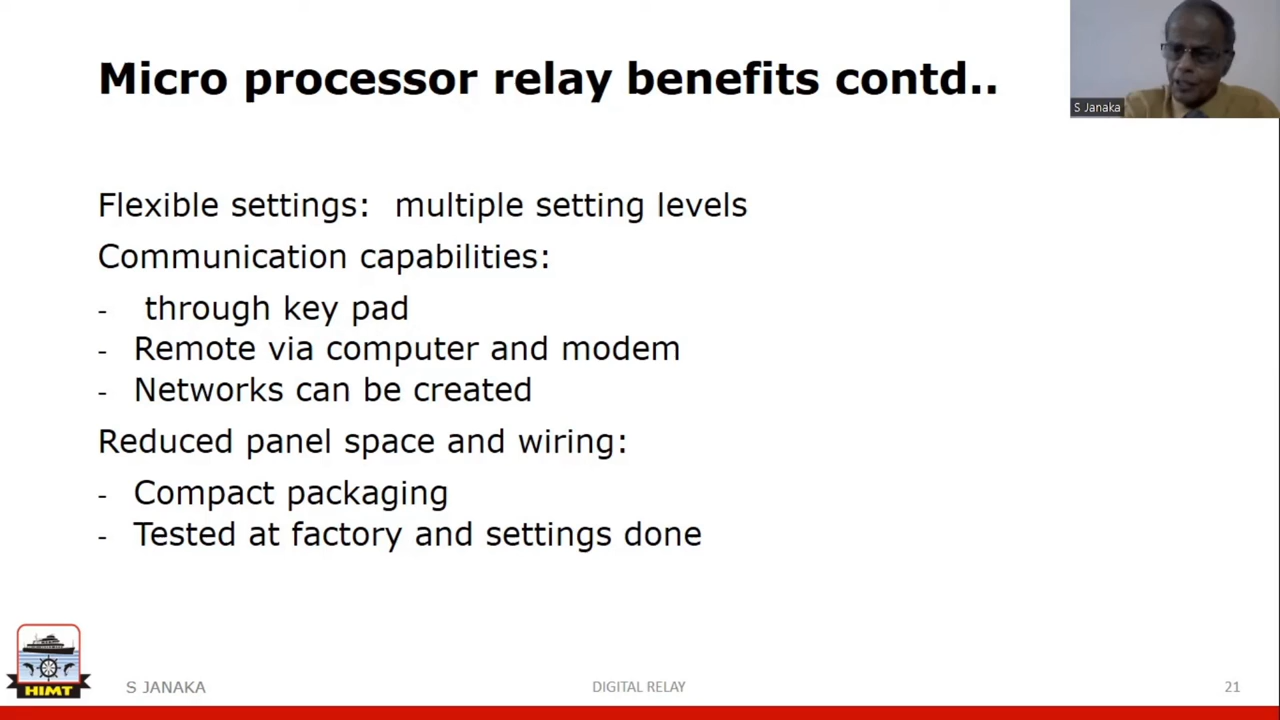 Micro processor relay benefits contd..
S Janaka
Flexible settings: multiple setting levels
Communication capabilities:
- through key pad
- Remote via computer and modem
- Networks can be created
Reduced panel space and wiring:
- Compact packaging
- Tested at factory and settings done
HIMT
S JANAKA
DIGITAL RELAY
21